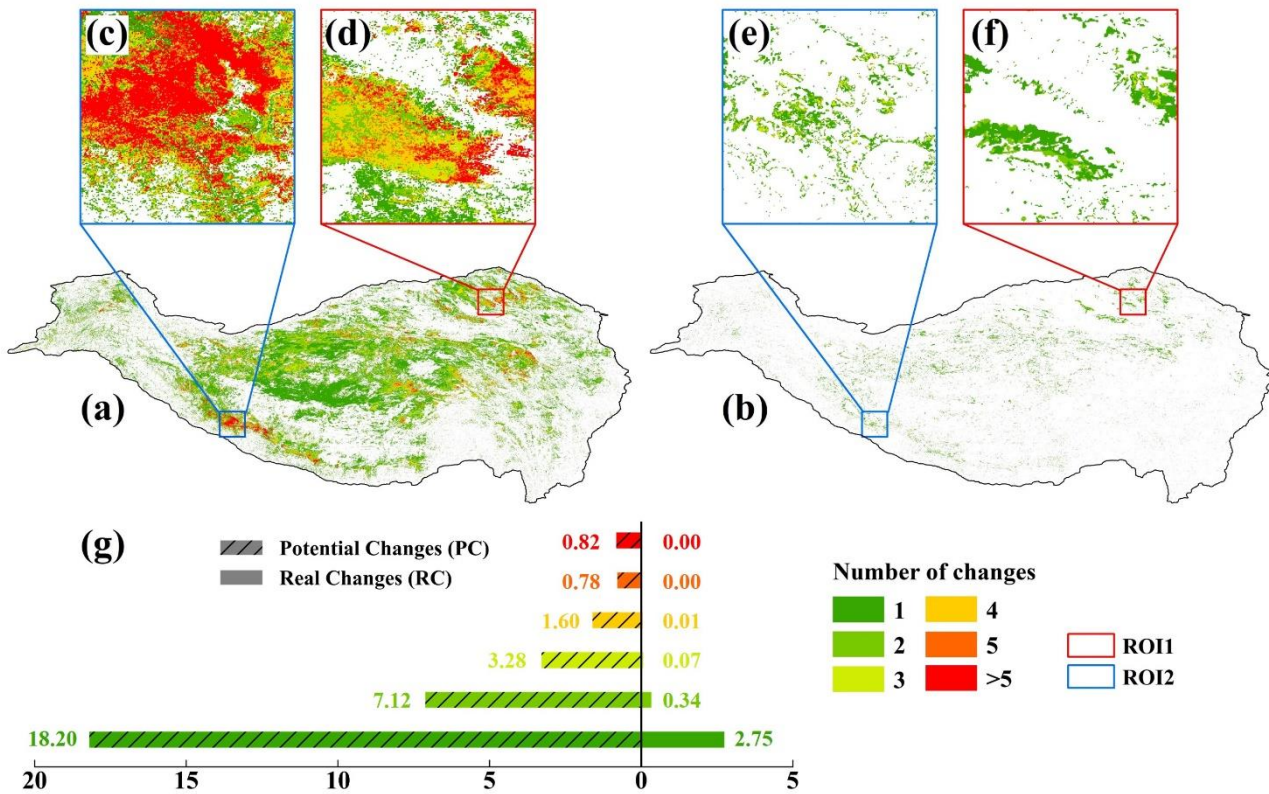 (c)
(d)
(e)
(f)
(a)
(b)
(g)
Potential Changes (PC)
Real Changes (RC)
0.82 0.00
0.78 0.00
1.60 0.01
3.28 0.07
7.12 0.34
18.20 2.75
20 15 10 5 0 5
Number of changes
1 4
2 5
3 >5
ROI1
ROI2